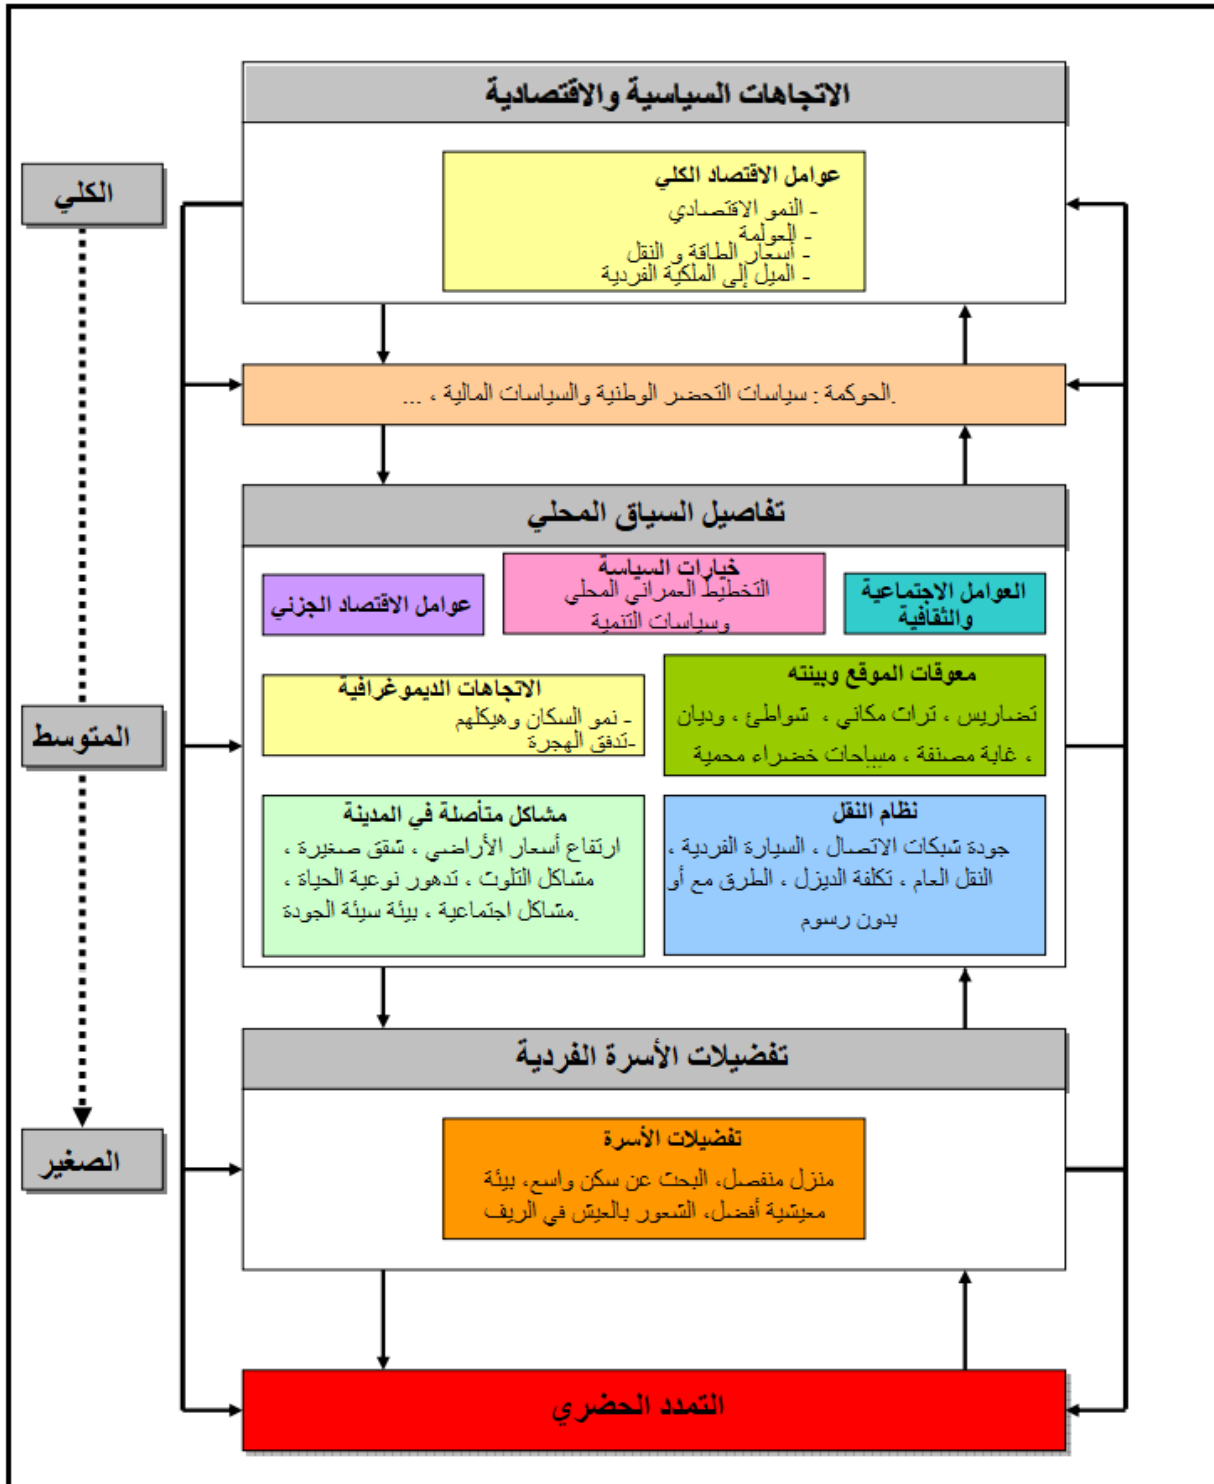 الاتجاهات السياسية والاقتصادية
الكلي
عوامل الاقتصاد الكلي
- النمو الاقتصادي
- العولمة
- أسعار الطاقة و النقل
- الميل إلى الملكية الفردية
الحوكمة : سياسات التحضر الوطنية والسياسات المالية ، ...
تفاصيل السياق المحلي
العوامل الاجتماعية
والثقافية
خيارات السياسة
التخطيط العمراني المحلي
وسياسات التنمية
عوامل الاقتصاد الجزئي
معوقات الموقع وبيئته
تضاريس ، تراث مكاني ، شواطئ ، وديان
، غابة مصنفة ، مساحات خضراء محمية
الاتجاهات الديموغرافية
- نمو السكان وهيكلهم
-تدفق الهجرة
المتوسط
نظام النقل
جودة شبكات الاتصال ، السيارة الفردية ،
النقل العام ، تكلفة الديزل ، الطرق مع أو
بدون رسوم
مشاكل متأصلة في المدينة
ارتفاع أسعار الأراضي ، شقق صغيرة ،
مشاكل التلوث ، تدهور نوعية الحياة ،
مشاكل اجتماعية ، بيئة سيئة الجودة.
تفضيلات الأسرة الفردية
الصغير
تفضيلات الأسرة
منزل منفصل، البحث عن سكن واسع، بيئة
معيشية أفضل، الشعور بالعيش في الريف
التمدد الحضري